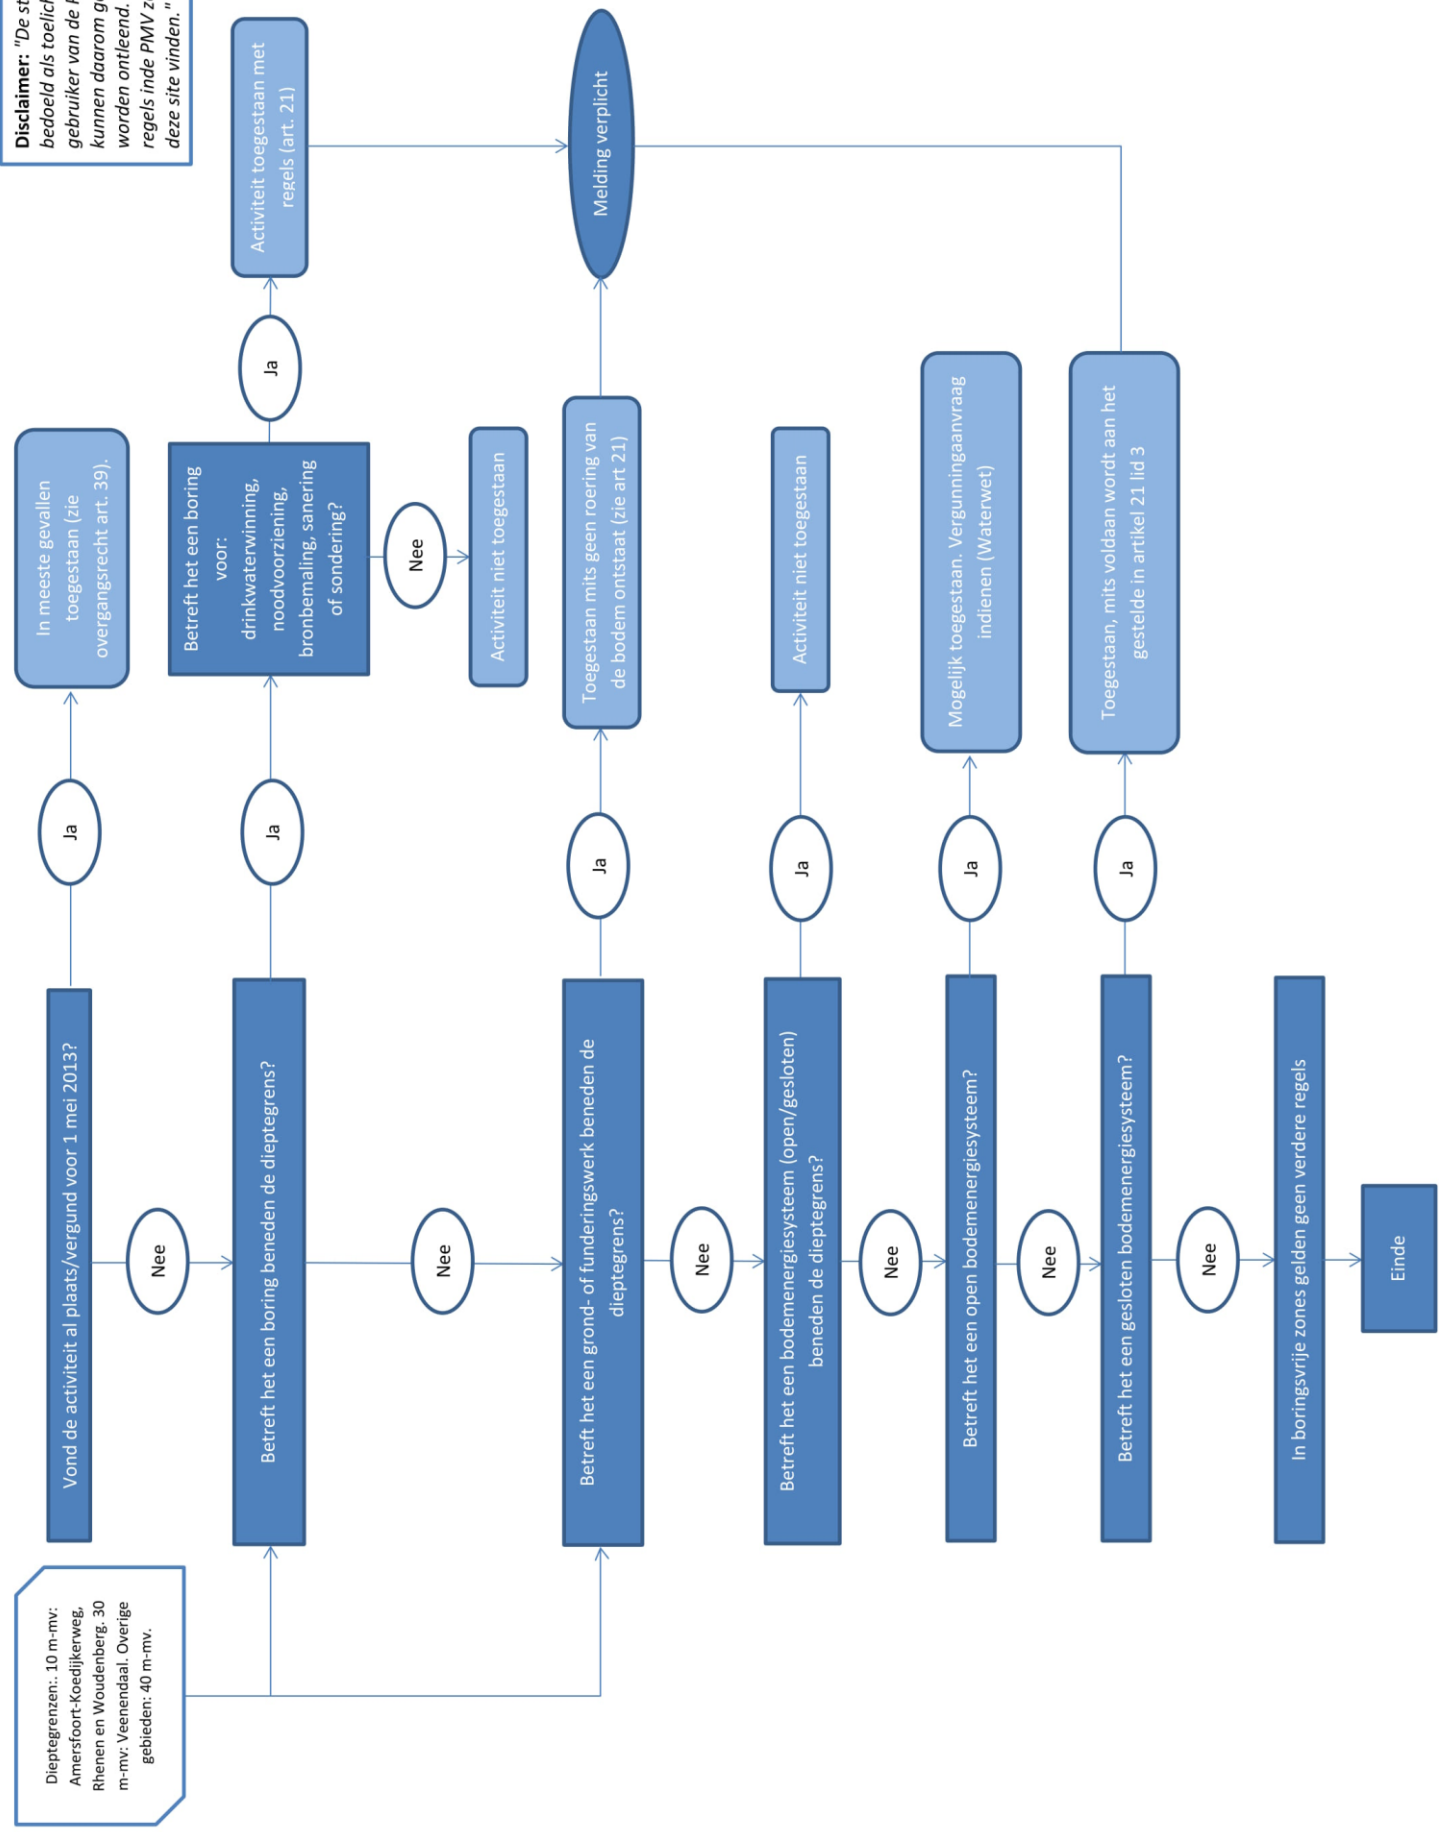 Dieptegrenzen:. 10 m-mv:
Amersfoort-Koedijkerweg,
Rhenen en Woudenberg. 30
m-mv: Veenendaal. Overige
gebieden: 40 m-mv.
Vond de activiteit al plaats/vergund voor 1 mei 2013?
Ja
In meeste gevallen
toegestaan (zie
overgangsrecht art. 39).
Disclaimer: "De st
bedoeld als toelich
gebruiker van de
kunnen daarom ge
worden ontleend.
regels inde PMV z
deze site vinden."
Nee
Betreft het een boring beneden de dieptegrens?
Ja
Betreft het een boring
voor:
drinkwaterwinning,
noodvoorziening,
bronbemaling, sanering
of sondering?
Ja
Activiteit toegestaan met
regels (art. 21)
Nee
Activiteit niet toegestaan
Nee
Betreft het een grond- of funderingswerk beneden de
dieptegrens?
Ja
Toegestaan mits geen roering van
de bodem ontstaat (zie art 21)
Melding verplicht
Nee
Betreft het een bodemenergiesysteem (open/gesloten)
beneden de dieptegrens?
Ja
Activiteit niet toegestaan
Nee
Betreft het een open bodemenergiesysteem?
Ja
Mogelijk toegestaan. Vergunningaanvraag
indienen (Waterwet)
Nee
Betreft het een gesloten bodemenergiesysteem?
Ja
Toegestaan, mits voldaan wordt aan het
gestelde in artikel 21 lid 3
Nee
In boringsvrije zones gelden geen verdere regels
Einde